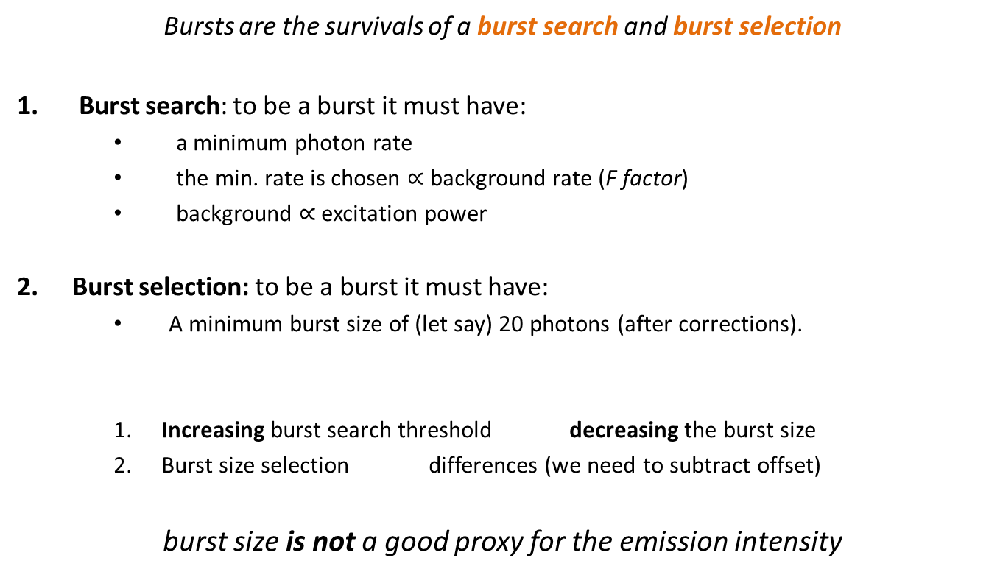 Bursts are the survivals of a burst search and burst selection
1. Burst search: to be a burst it must have:
• a minimum photon rate
• the min. rate is chosen ∝ background rate (F factor)
• background ∝ excitation power
2. Burst selection: to be a burst it must have:
• A minimum burst size of (let say) 20 photons (after corrections).
1. Increasing burst search threshold decreasing the burst size
2. Burst size selection differences (we need to subtract offset)
burst size is not a good proxy for the emission intensity